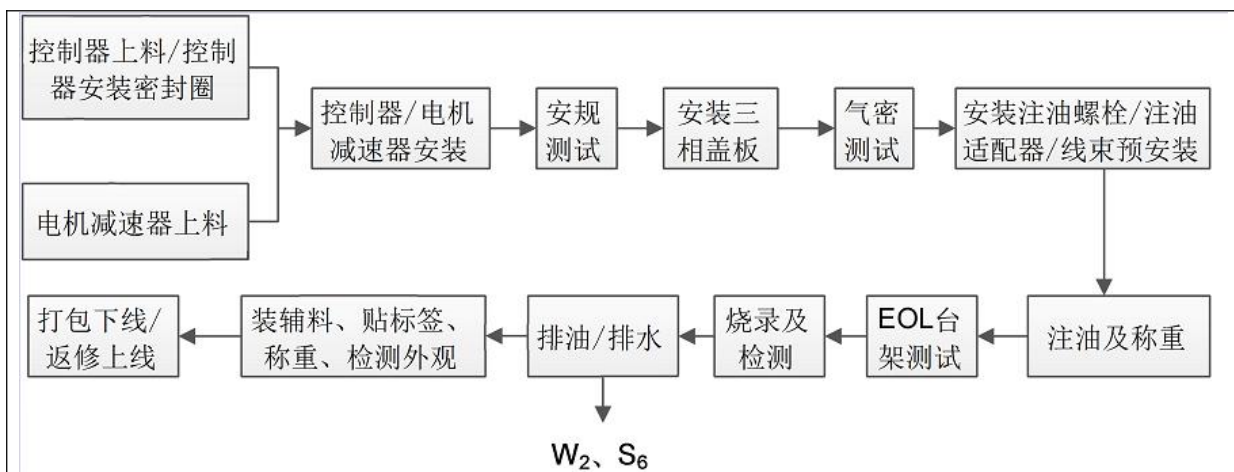 控制器上料/控制
器安装密封圈
电机减速器上料
控制器/电机
减速器安装
安规
测试
安装三
相盖板
气密
测试
安装注油螺栓/注油
适配器/线束预安装
注油及称重
EOL台
架测试
烧录及
检测
排油/排水
装辅料、贴标签、
称重、检测外观
打包下线/
返修上线
W₂、S₆